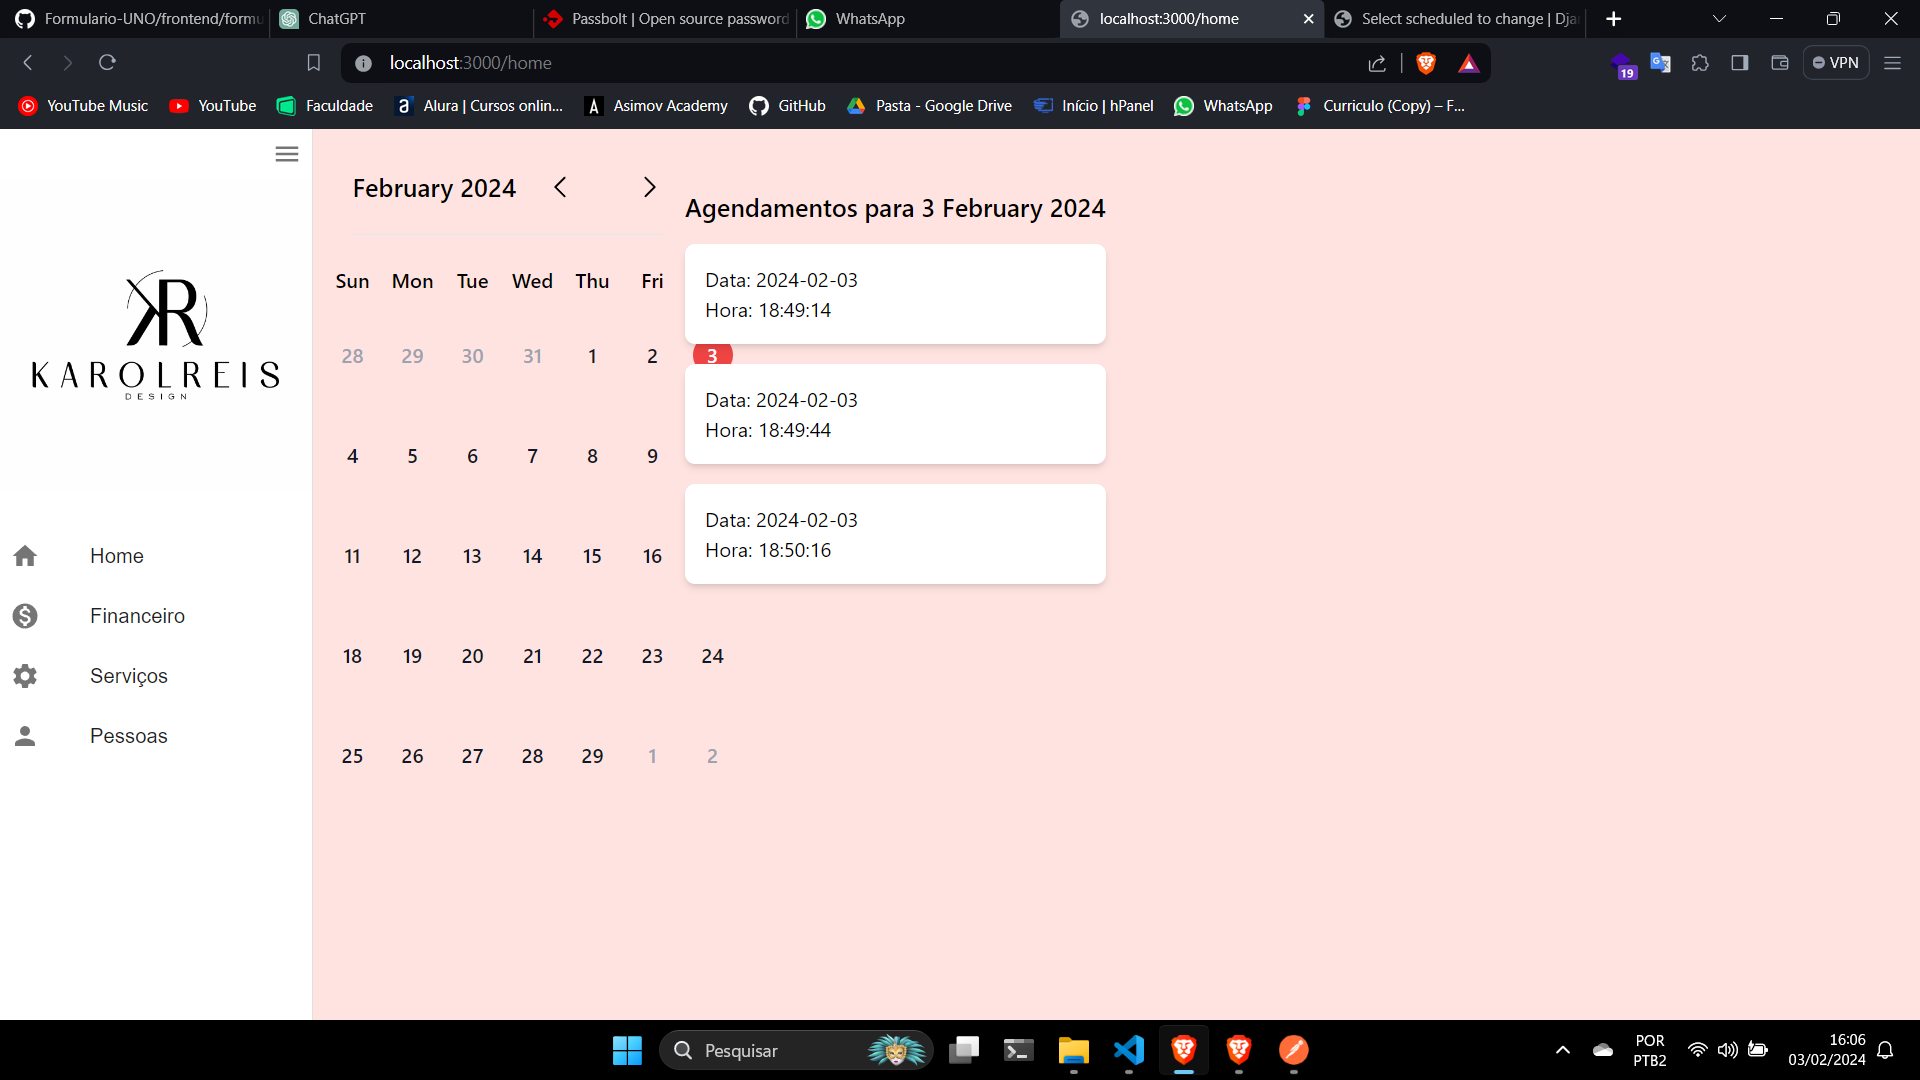 Formulario-UNO/frontend/formu
ChatGPT
Passbolt | Open source password
WhatsApp
localhost:3000/home
Select scheduled to change | Dja
localhost:3000/home
19
VPN
YouTube Music
YouTube
Faculdade
a
Alura | Cursos onlin...
A
Asimov Academy
GitHub
Pasta - Google Drive
Início | hPanel
WhatsApp
Curriculo (Copy) – F...
KR
KAROLREIS
DESIGN
Home
Financeiro
Serviços
Pessoas
February 2024
Sun Mon Tue Wed Thu Fri
28 29 30 31 1 2 3
4 5 6 7 8 9
11 12 13 14 15 16
18 19 20 21 22 23 24
25 26 27 28 29 1 2
Agendamentos para 3 February 2024
Data: 2024-02-03
Hora: 18:49:14
Data: 2024-02-03
Hora: 18:49:44
Data: 2024-02-03
Hora: 18:50:16
Pesquisar
POR
PTB2
16:06
03/02/2024